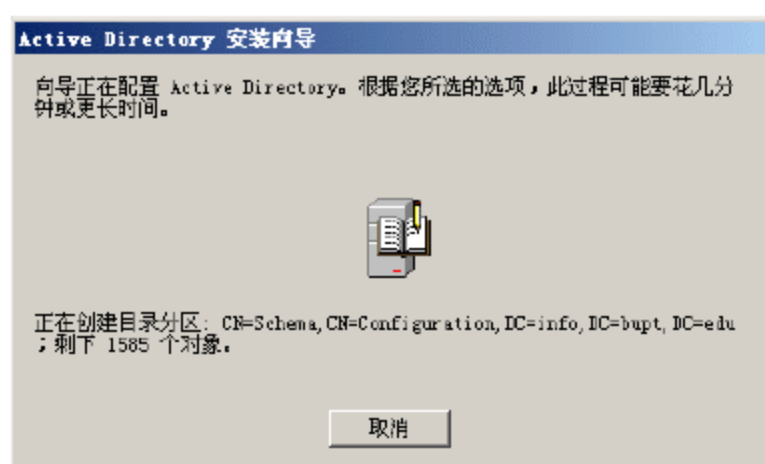 Active Directory 安装向导
向导正在配置 Active Directory。根据您所选的选项，此过程可能要花几分
钟或更长时间。
正在创建目录分区: CN=Schema,CN=Configuration,DC=info,DC=bupt,DC=edu
；剩下 1585 个对象。
取消